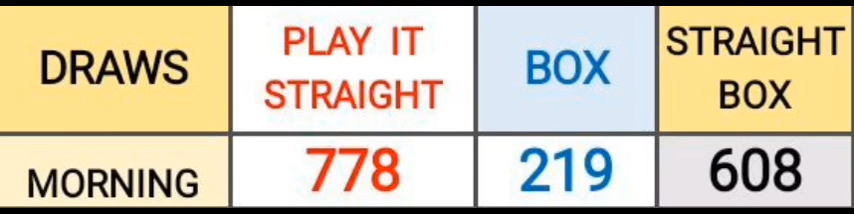 DRAWS
PLAY IT
STRAIGHT
BOX
STRAIGHT
BOX
MORNING
778
219
608